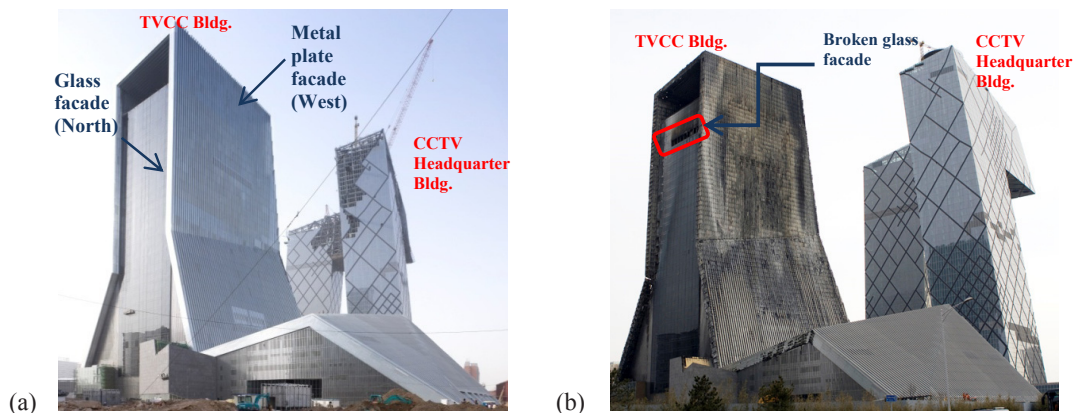 TVCC Bldg.
Metal
plate
facade
(West)
Glass
facade
(North)
CCTV
Headquarter
Bldg.
(a)
TVCC Bldg.
Broken glass
facade
CCTV
Headquarter
Bldg.
(b)